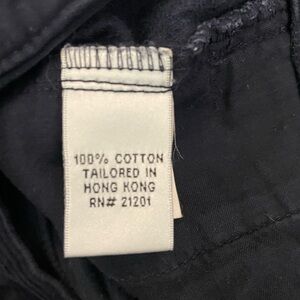 100% COTTON
TAILORED IN
HONG KONG
RN# 21201